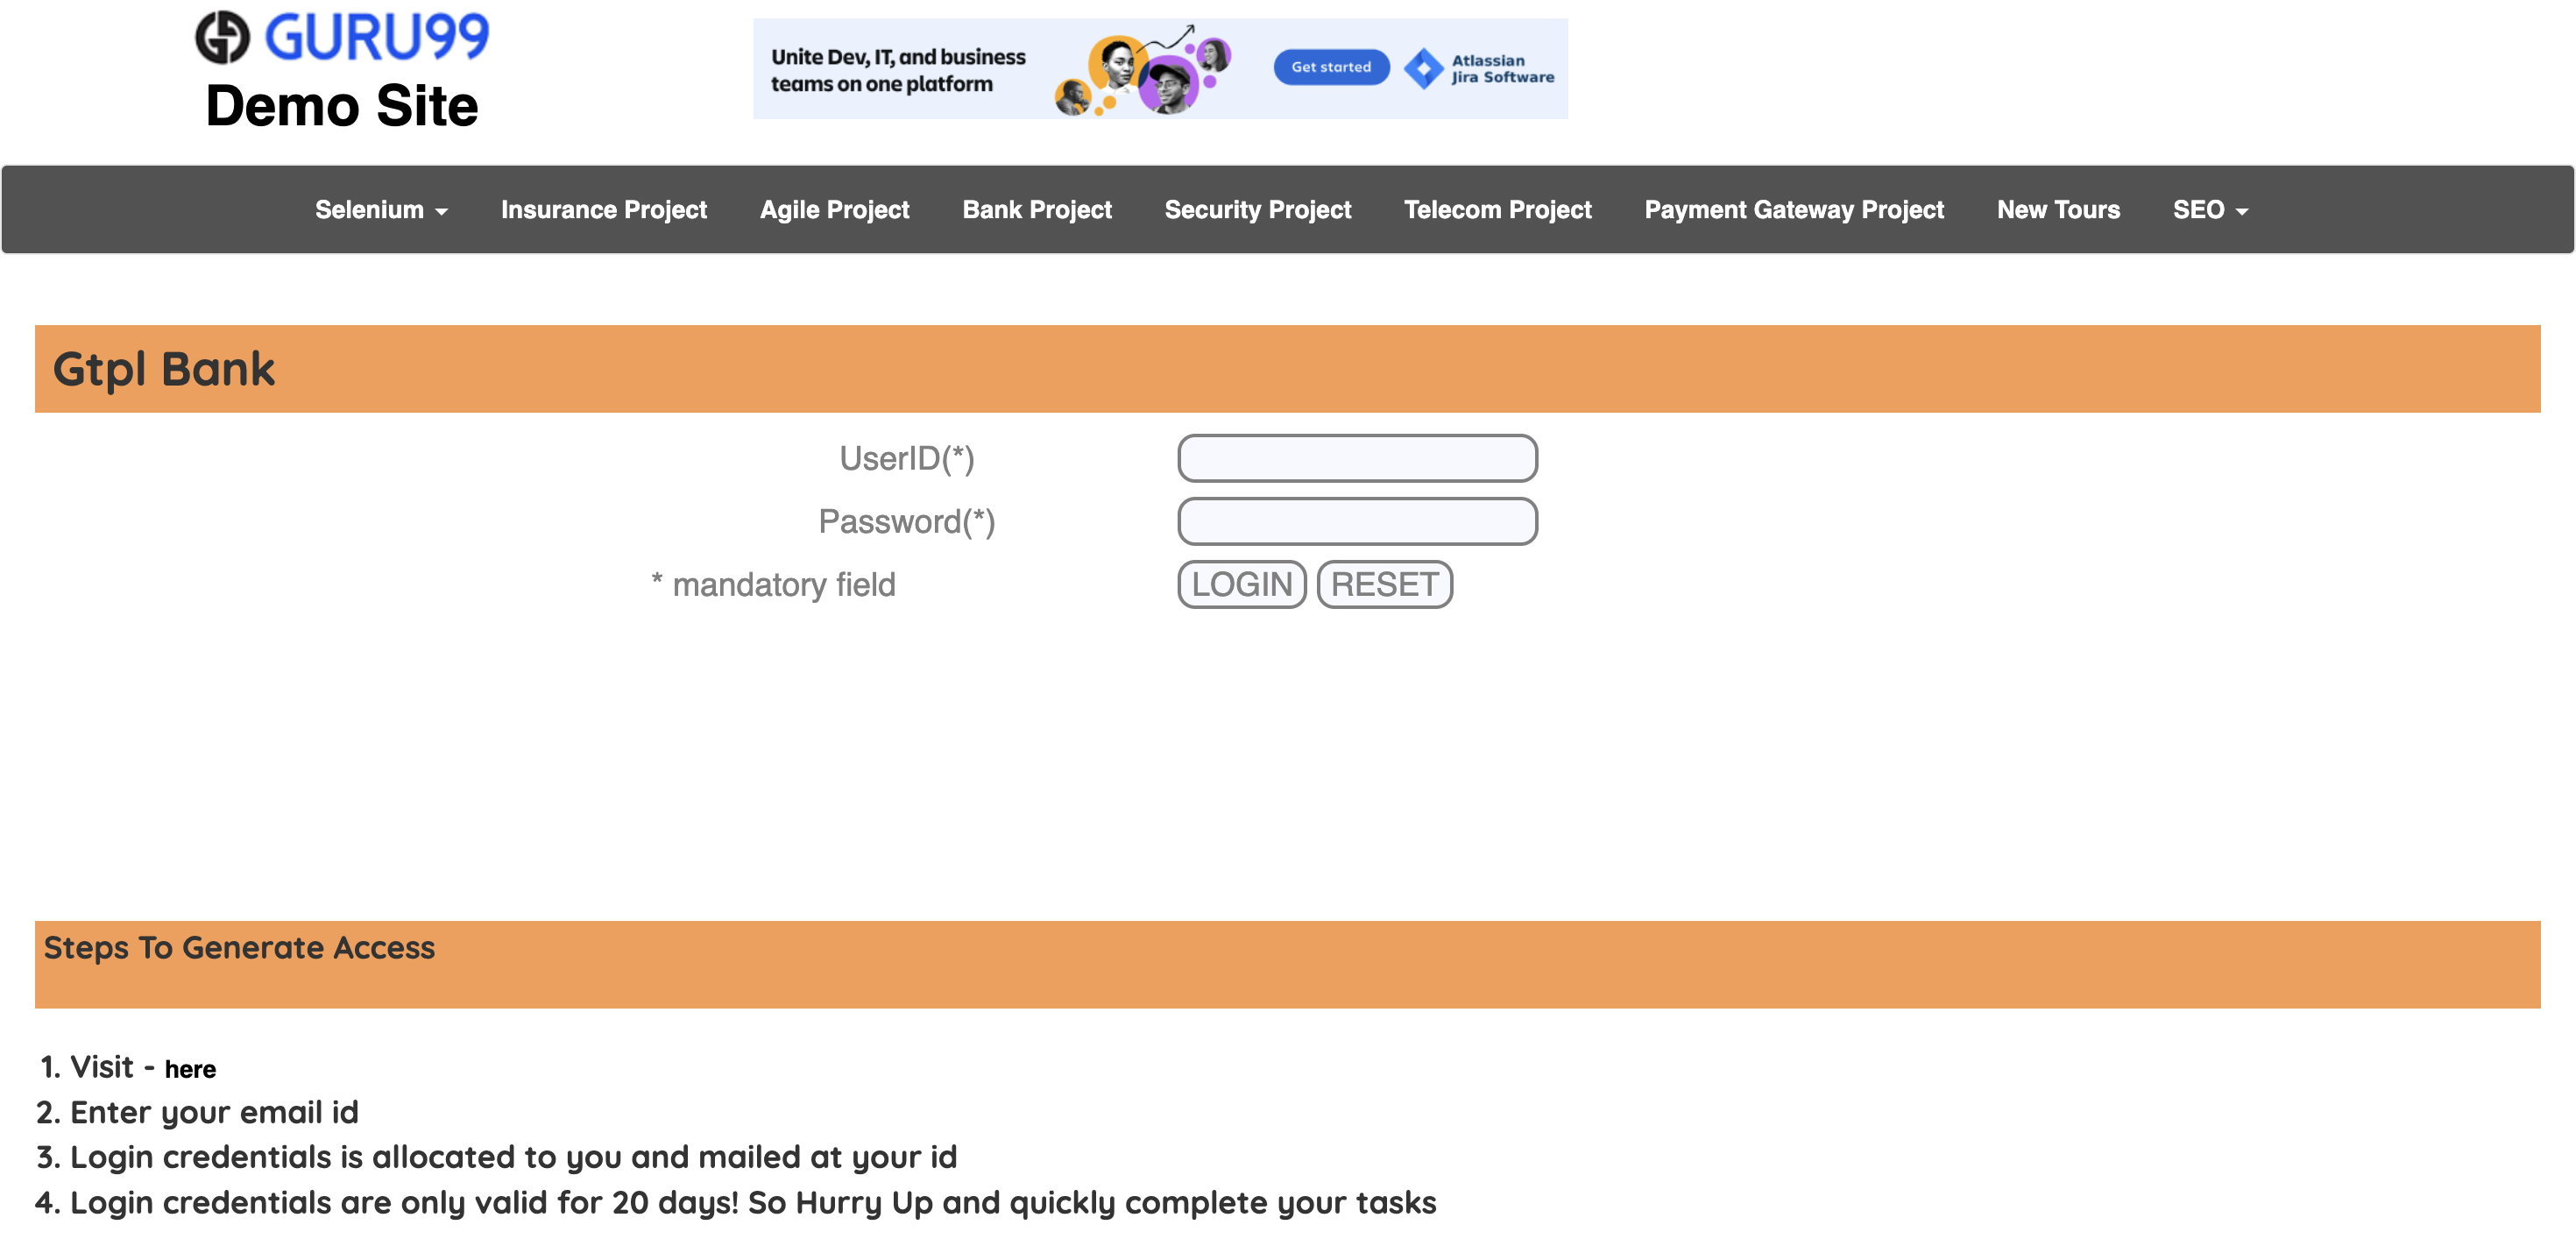 GURU99
Demo Site
Unite Dev, IT, and business
teams on one platform
Get started
Atlassian
Jira Software
Selenium Insurance Project Agile Project Bank Project Security Project Telecom Project Payment Gateway Project New Tours SEO
Gtpl Bank
UserID(*)
Password(*)
* mandatory field LOGIN RESET
Steps To Generate Access
1. Visit - here
2. Enter your email id
3. Login credentials is allocated to you and mailed at your id
4. Login credentials are only valid for 20 days! So Hurry Up and quickly complete your tasks